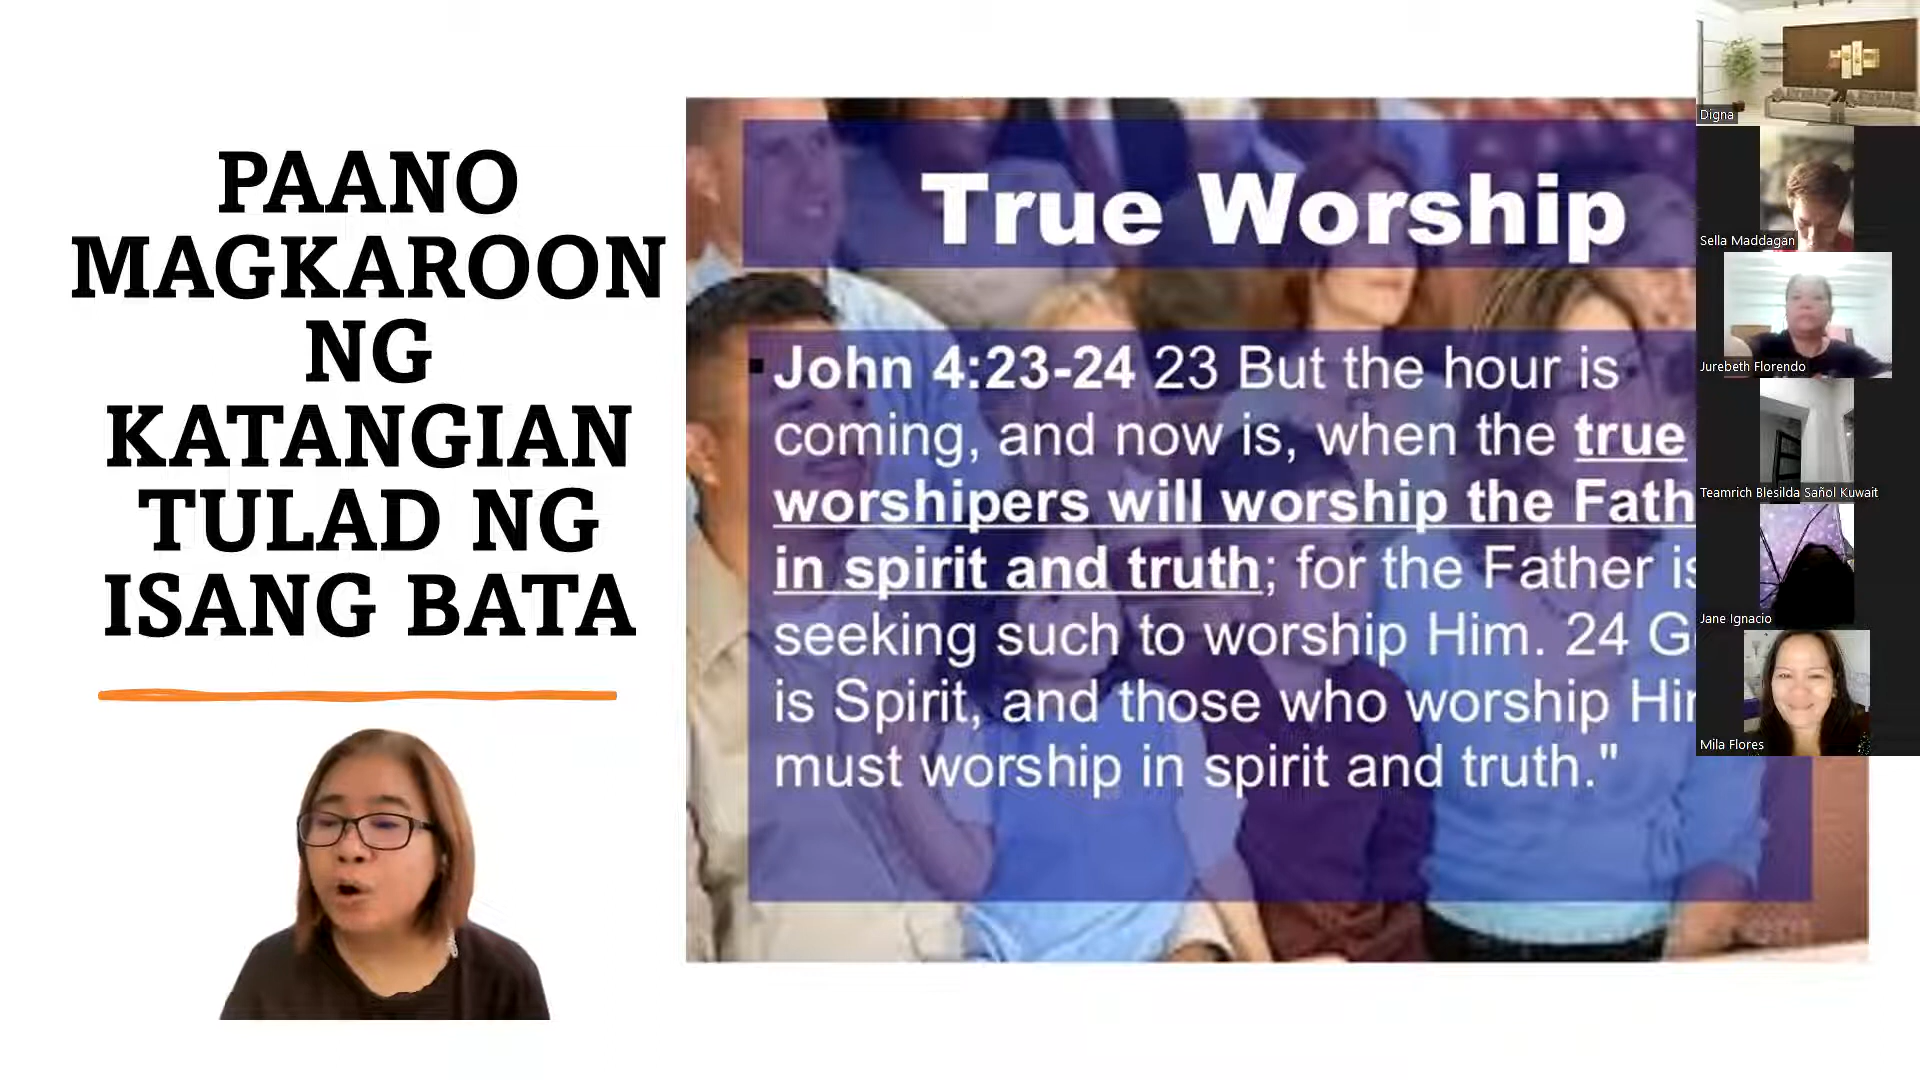 PAANO
MAGKAROON
NG
KATANGIAN
TULAD NG
ISANG BATA
True Worship
John 4:23-24 23 But the hour is
coming, and now is, when the true
worshipers will worship the Fath
in spirit and truth; for the Father is
seeking such to worship Him. 24 G
is Spirit, and those who worship Hi
must worship in spirit and truth."
Digna
Sella Maddagan
Jurebeth Florendo
Teamrich Blesilda Sañol Kuwait
Jane Ignacio
Mila Flores